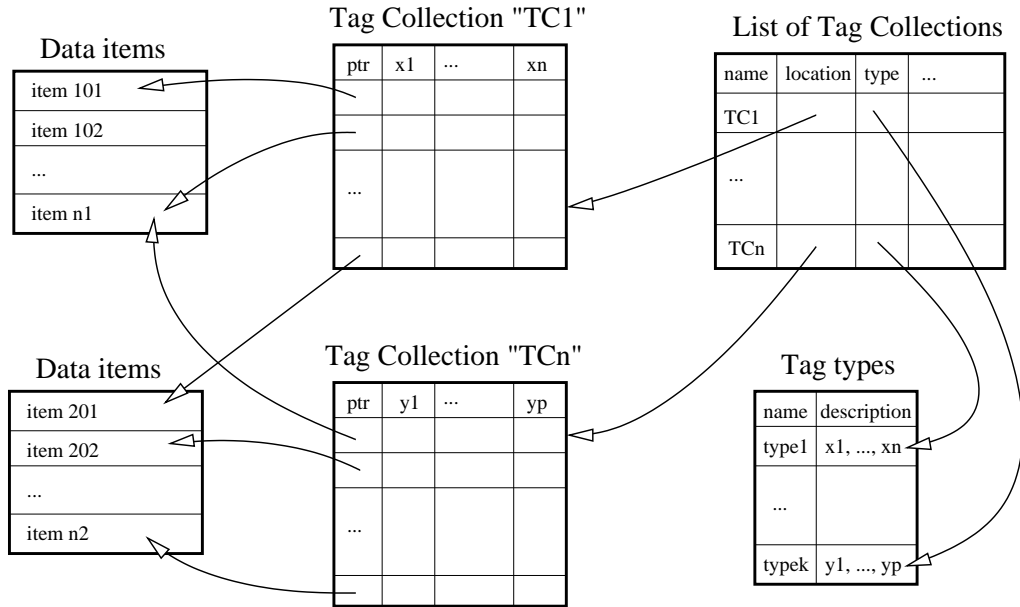 Data items
item 101
item 102
...
item n1
Tag Collection "TC1"
ptr x1 ... xn
...
List of Tag Collections
name location type ...
TC1
...
TCn
Data items
item 201
item 202
...
item n2
Tag Collection "TCn"
ptr y1 ... yp
...
Tag types
name description
type1 x1, ..., xn
...
typek y1, ..., yp